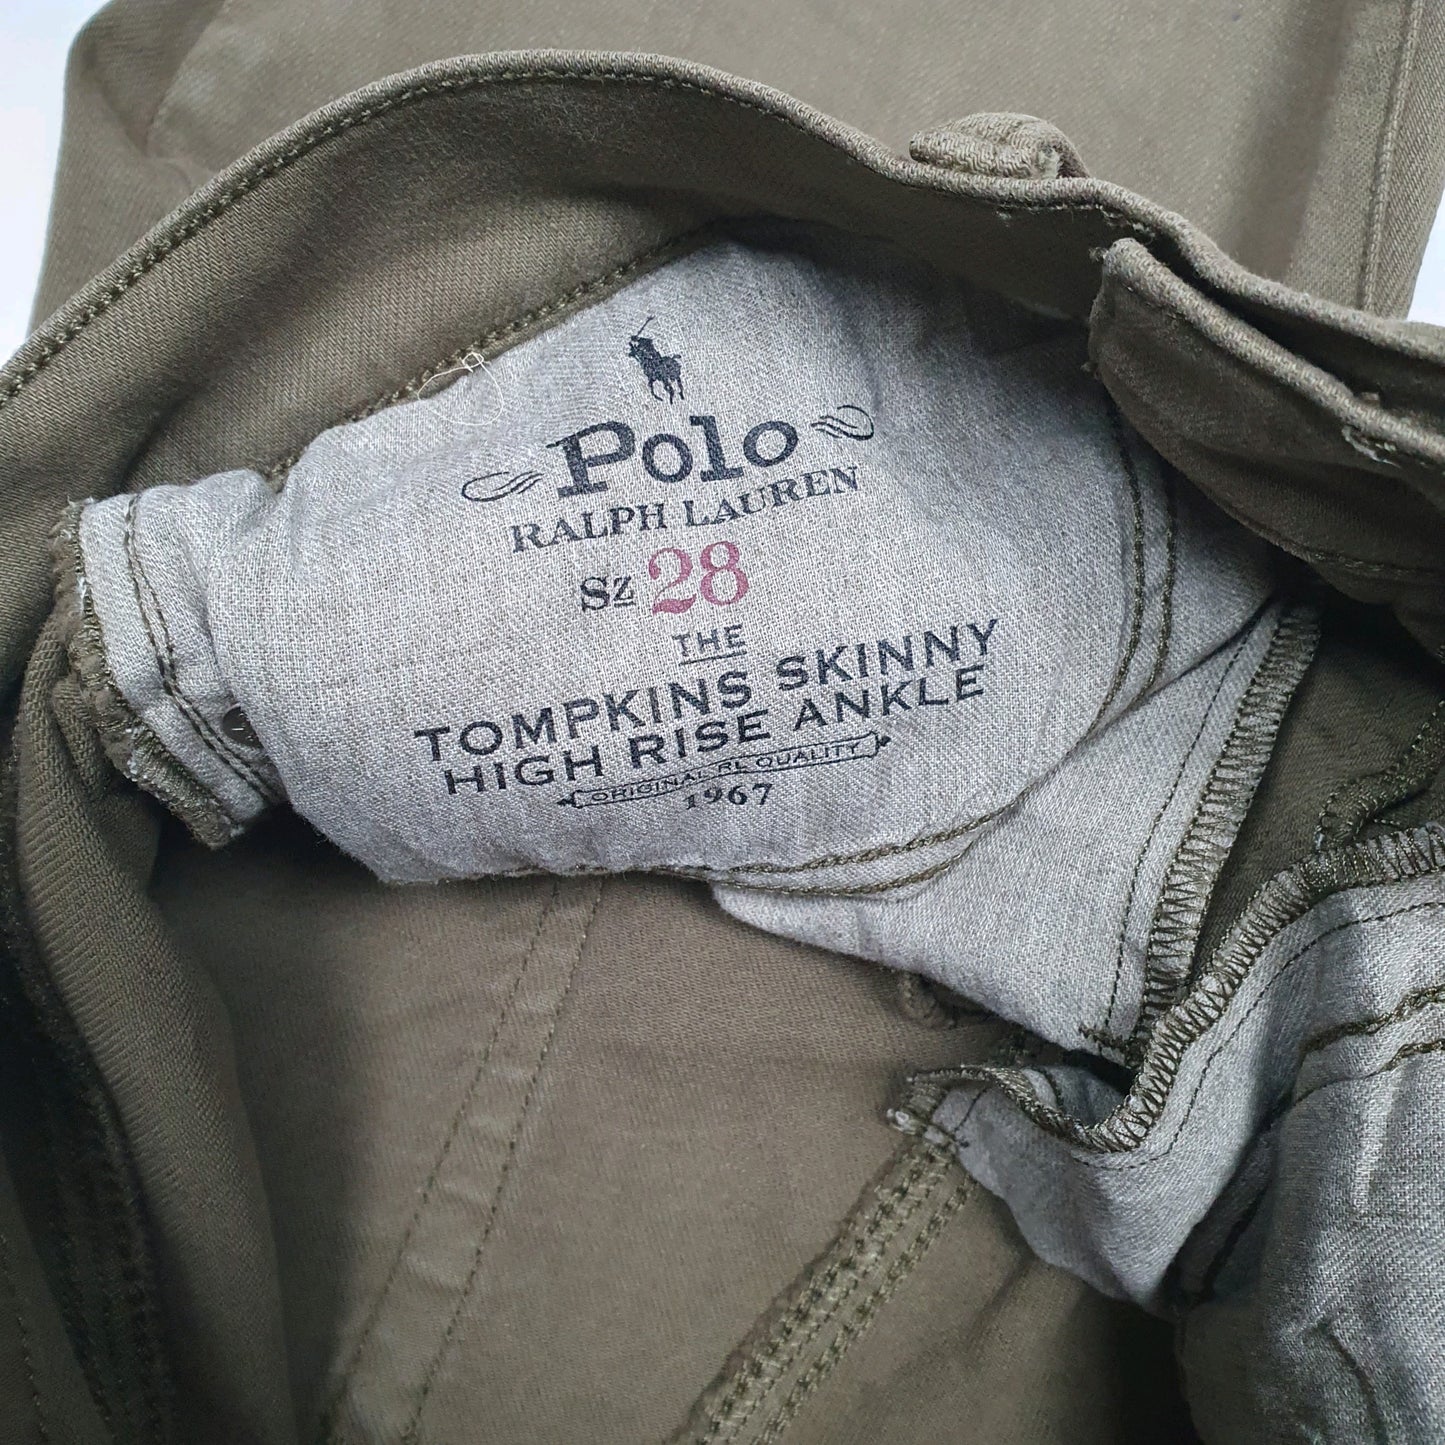 Polo
RALPH LAUREN
Sz 28
THE
TOMPKINS SKINNY
HIGH RISE ANKLE
ORIGINAL RL QUALITY
1967